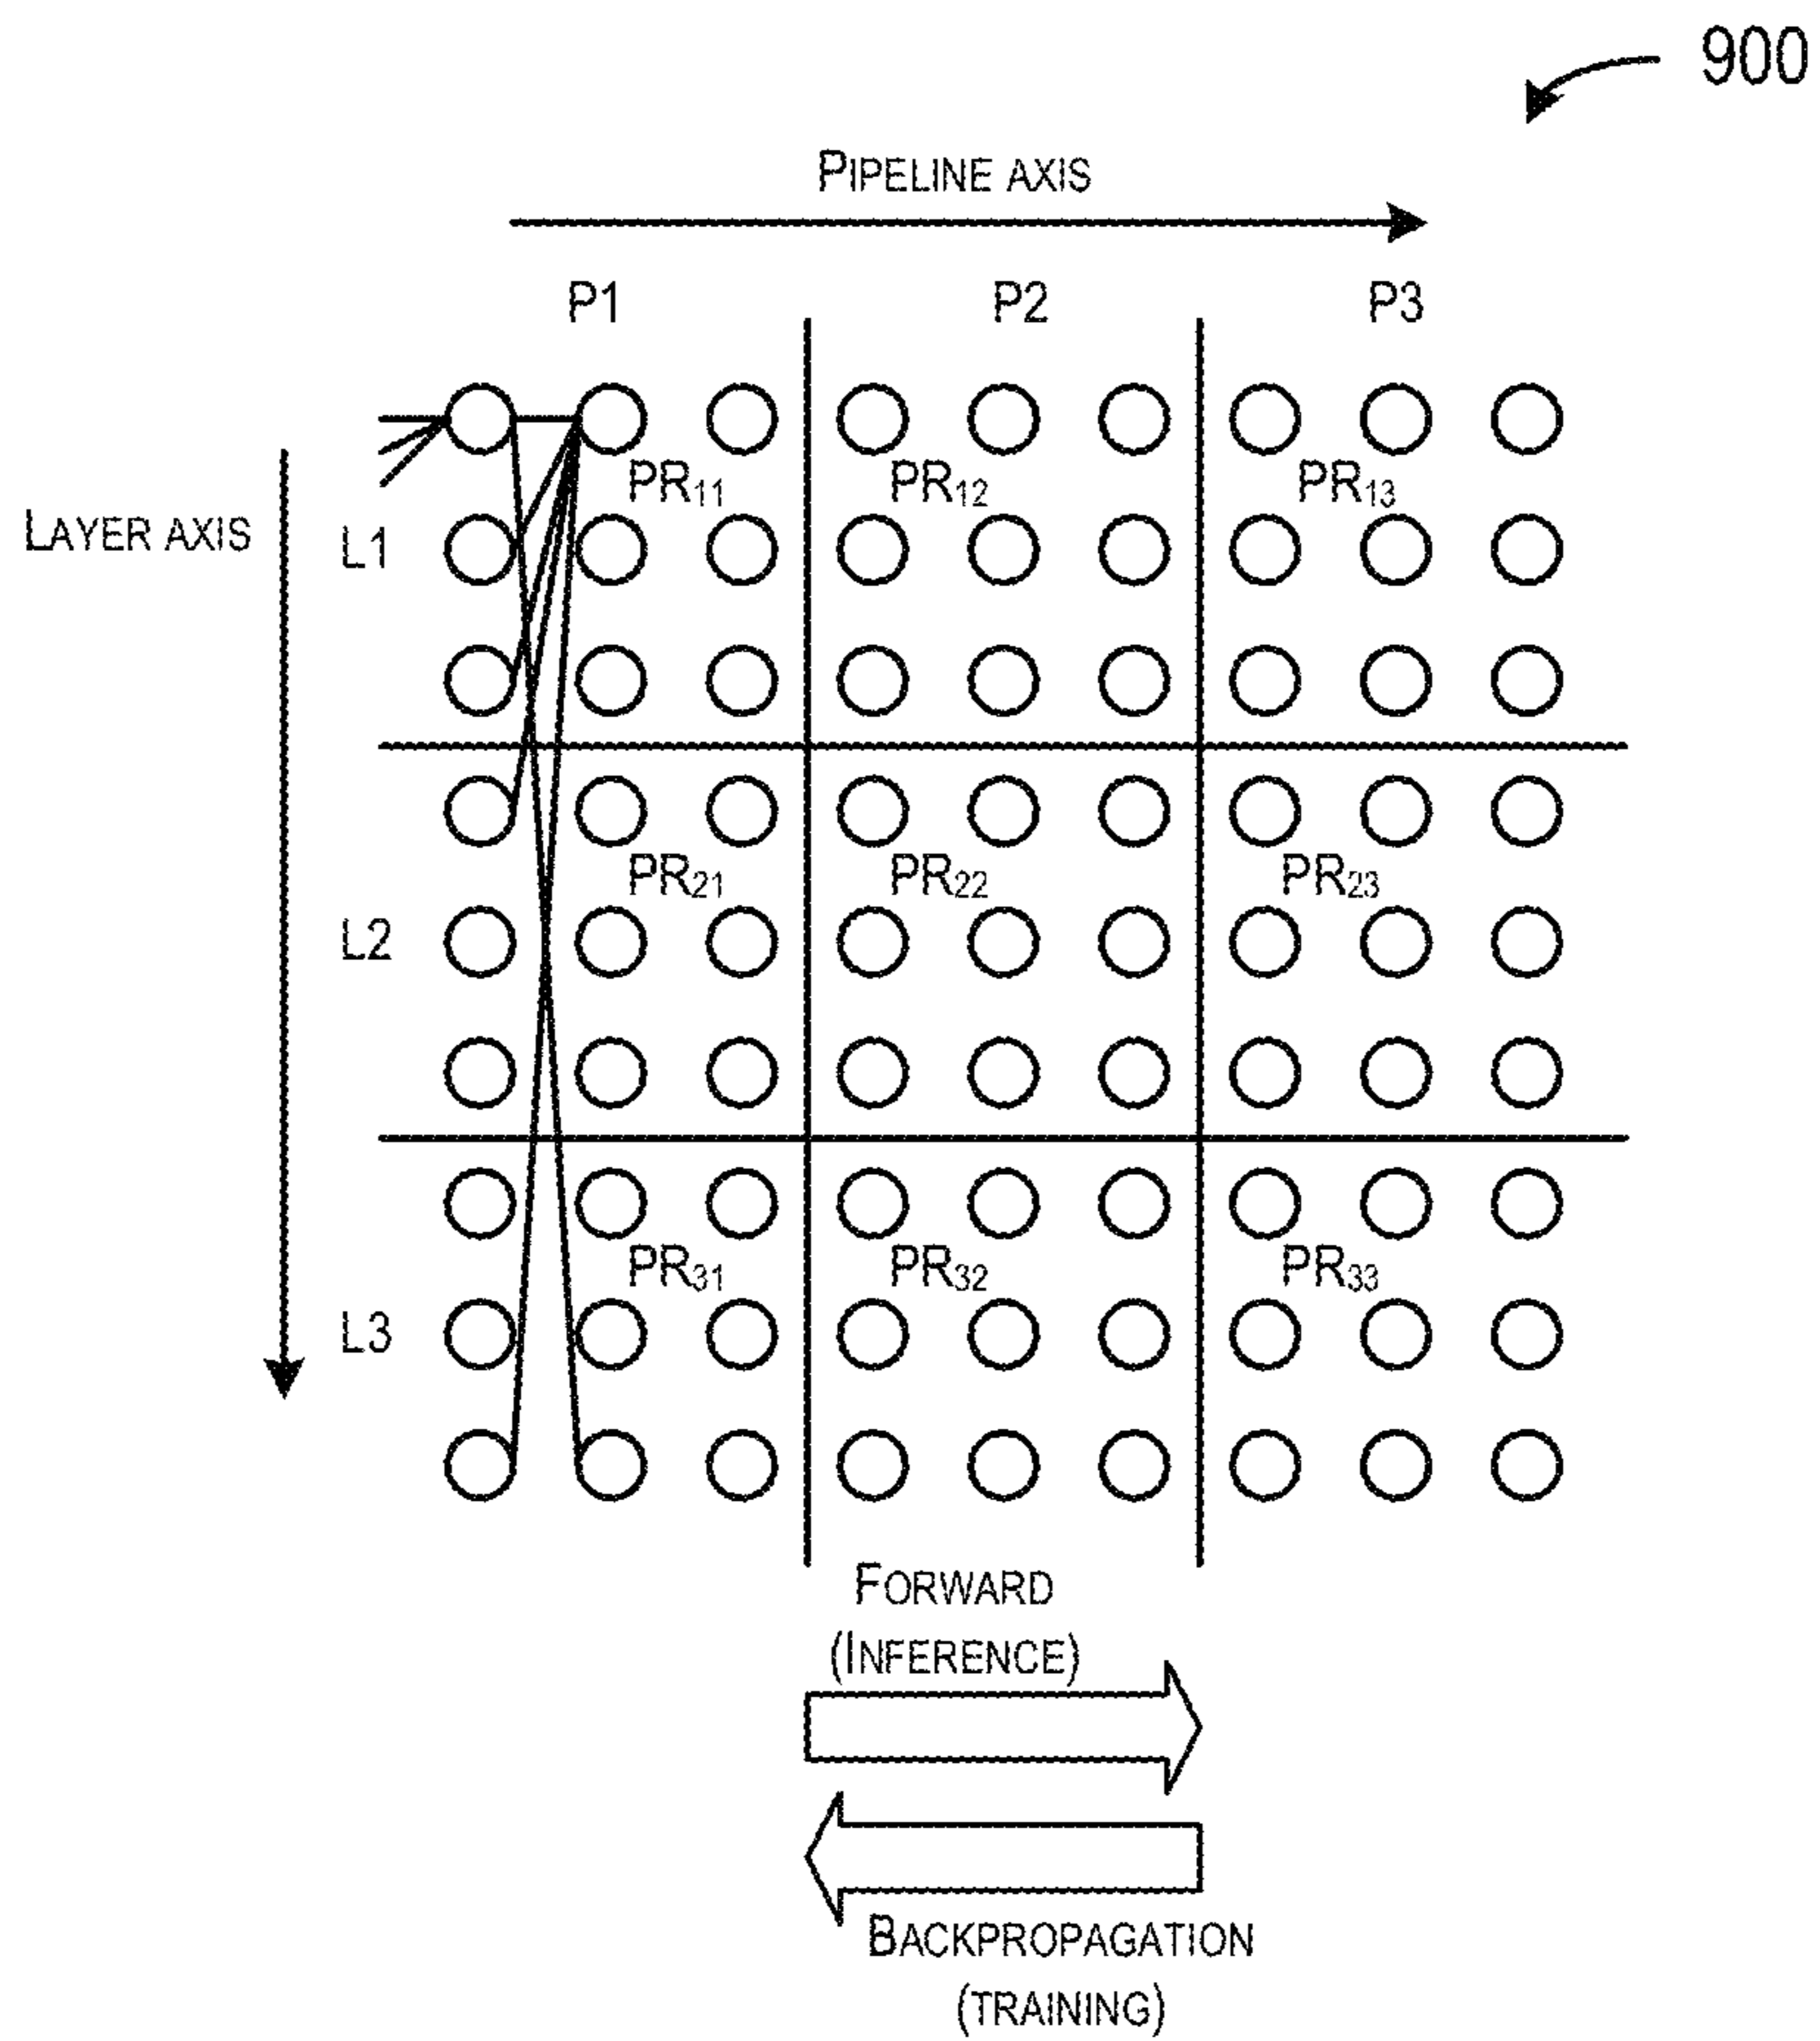 900
PIPELINE AXIS
P1 P2 P3
PR₁₁ PR₁₂ PR₁₃
LAYER AXIS L1
PR₂₁ PR₂₂ PR₂₃
L2
PR₃₁ PR₃₂ PR₃₃
L3
FORWARD
(INFERENCE)
BACKPROPAGATION
(TRAINING)